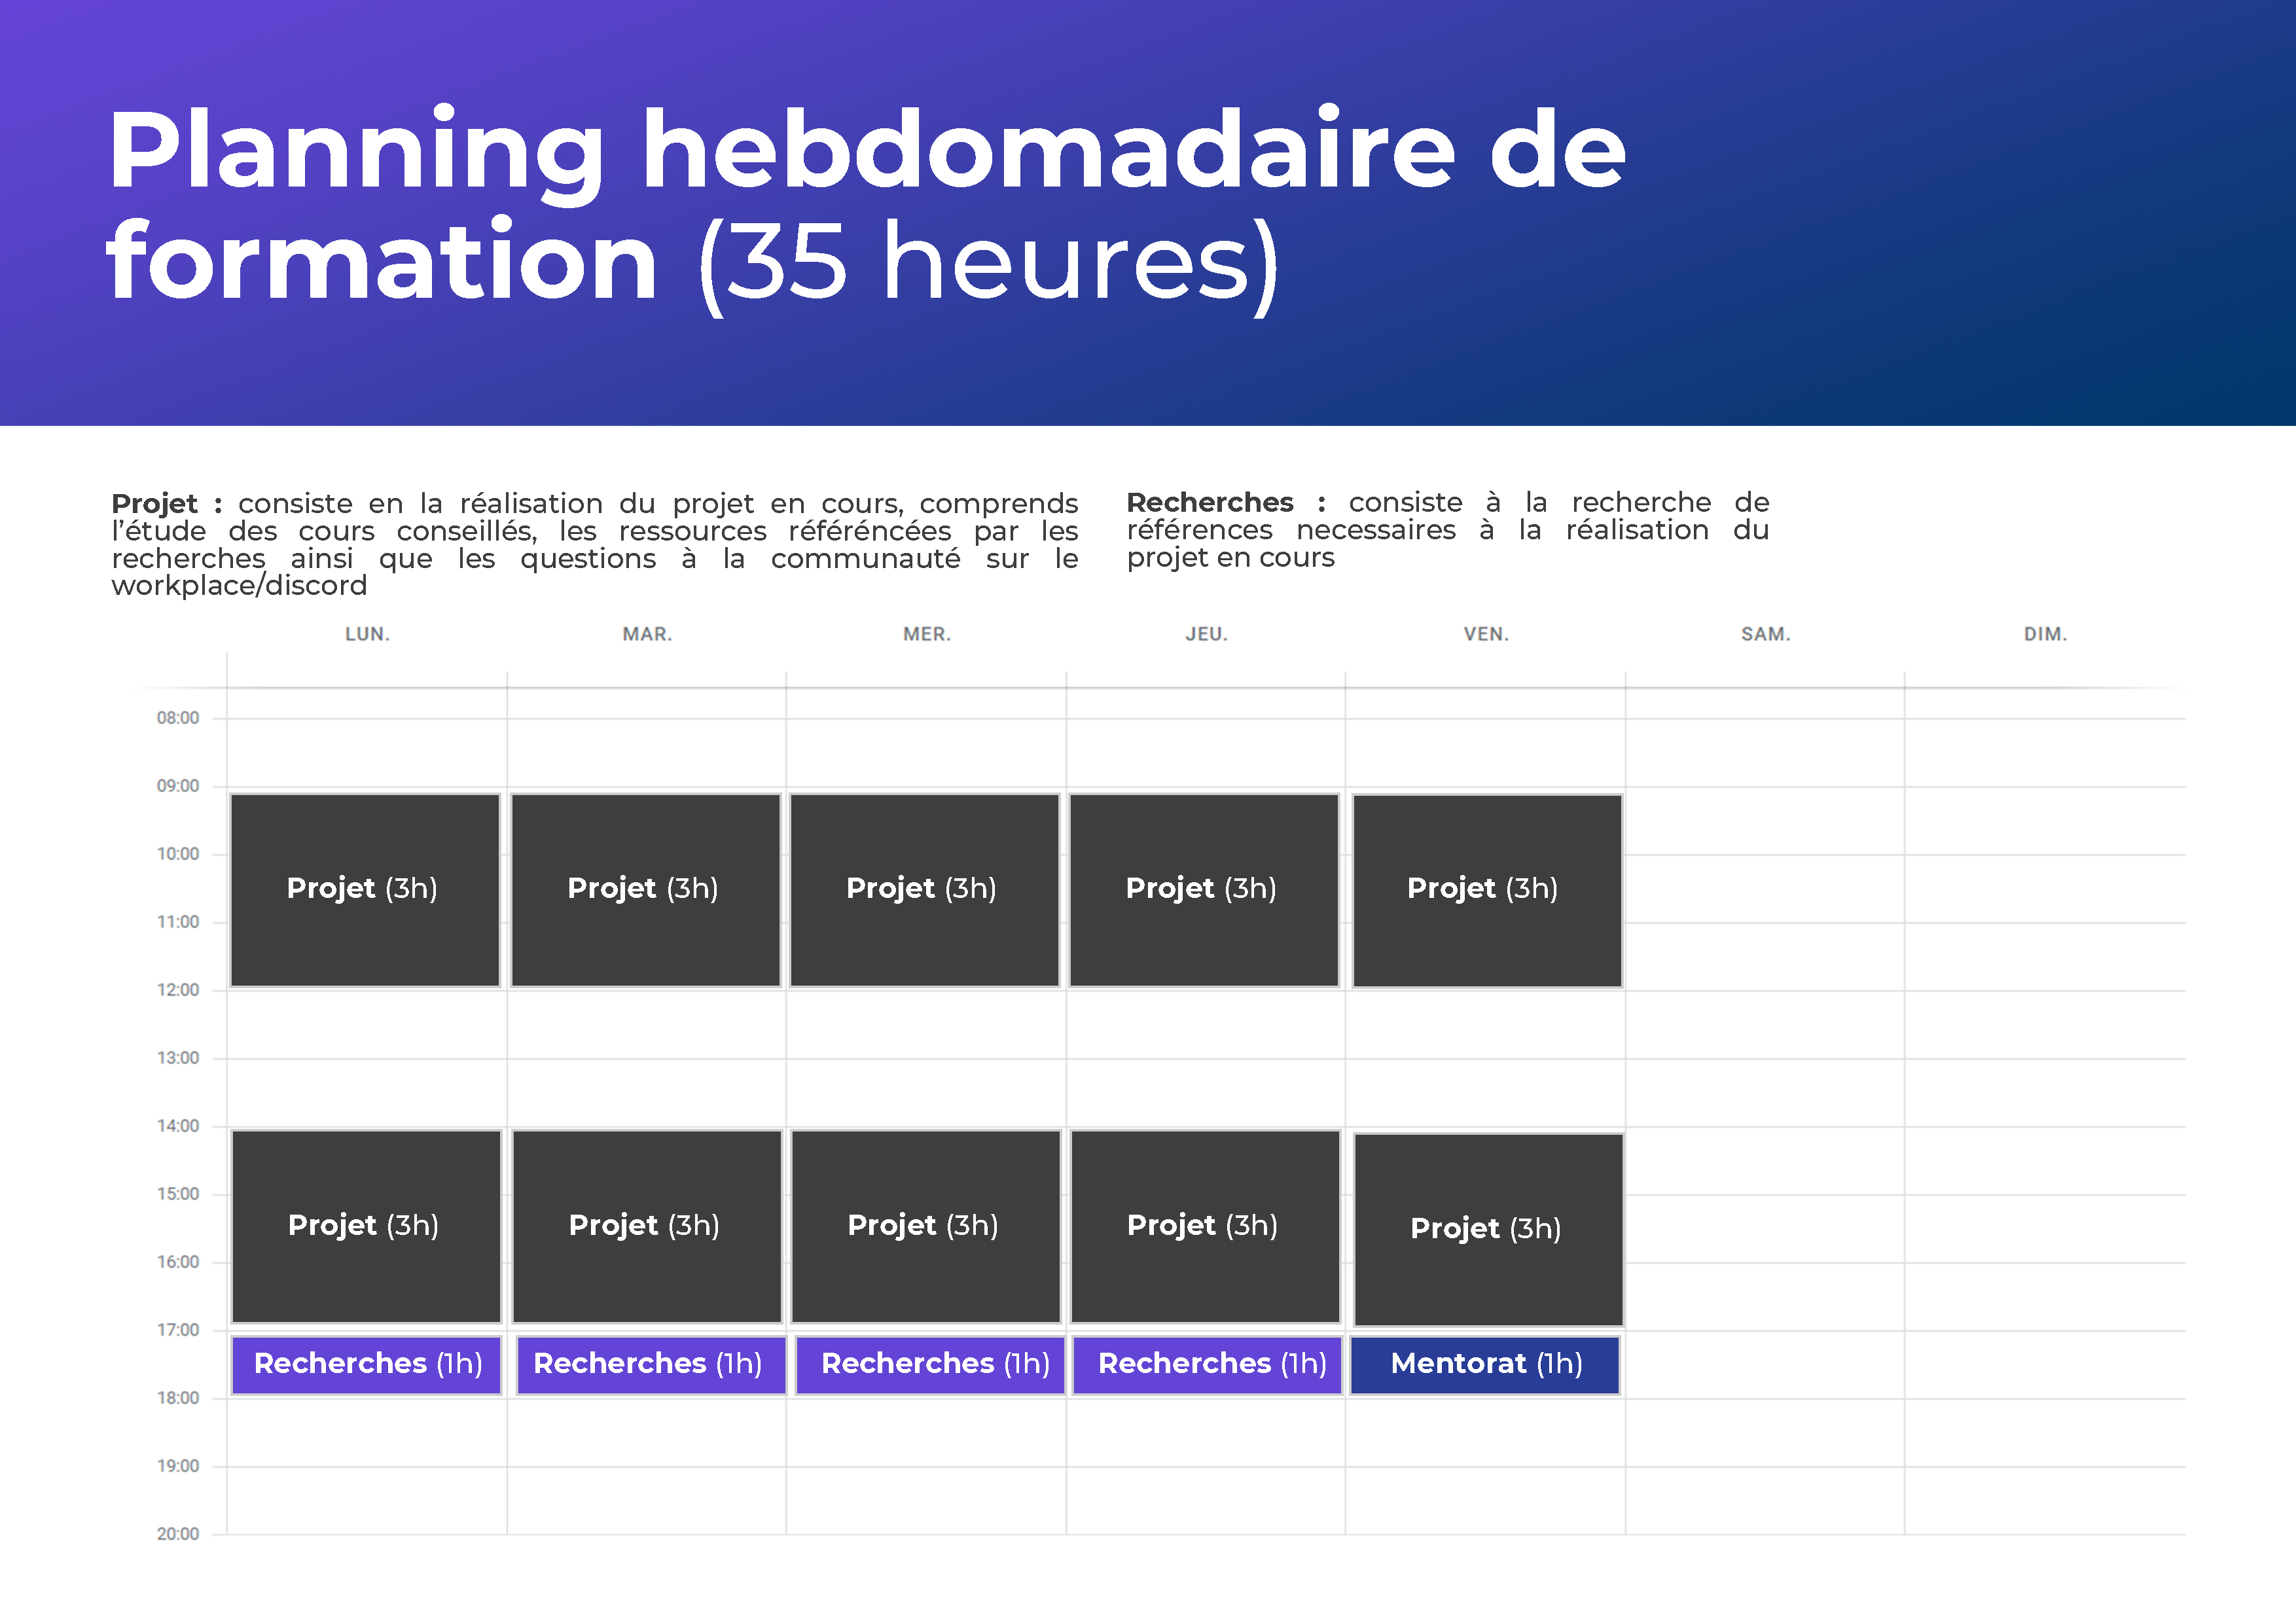 Planning hebdomadaire de
formation (35 heures)
Projet : consiste en la réalisation du projet en cours, comprends
l’étude des cours conseillés, les ressources référéncées par les
recherches ainsi que les questions à la communauté sur le
workplace/discord
Recherches : consiste à la recherche de
références necessaires à la réalisation du
projet en cours
LUN. MAR. MER. JEU. VEN. SAM. DIM.
08:00
09:00
10:00
Projet (3h) Projet (3h) Projet (3h) Projet (3h) Projet (3h)
11:00
12:00
13:00
14:00
15:00
Projet (3h) Projet (3h) Projet (3h) Projet (3h) Projet (3h)
16:00
17:00
Recherches (1h) Recherches (1h) Recherches (1h) Recherches (1h) Mentorat (1h)
18:00
19:00
20:00